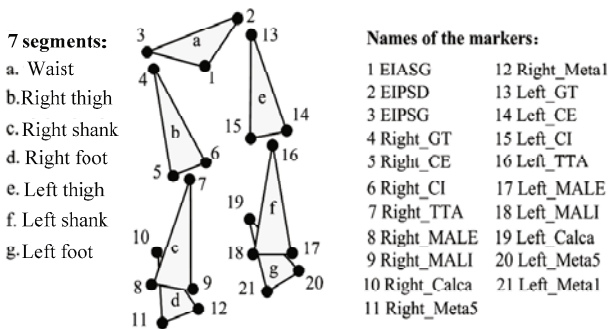 7 segments:
a. Waist
b.Right thigh
c.Right shank
d. Right foot
e. Left thigh
f. Left shank
g.Left foot
2
3
13
a
4
1
e
15
14
b
16
5
6
7
19
f
10
c
18
17
8
9
g
20
d
21
11
12
Names of the markers:
1 EIASG 12 Right_Meta1
2 EIPSD 13 Left_GT
3 EIPSG 14 Left_CE
4 Right_GT 15 Left_CI
5 Right_CE 16 Left_TTA
6 Right_CI 17 Left_MALE
7 Right_TTA 18 Left_MALI
8 Right_MALE 19 Left_Calca
9 Right_MALI 20 Left_Meta5
10 Right_Calca 21 Left_Meta1
11 Right_Meta5